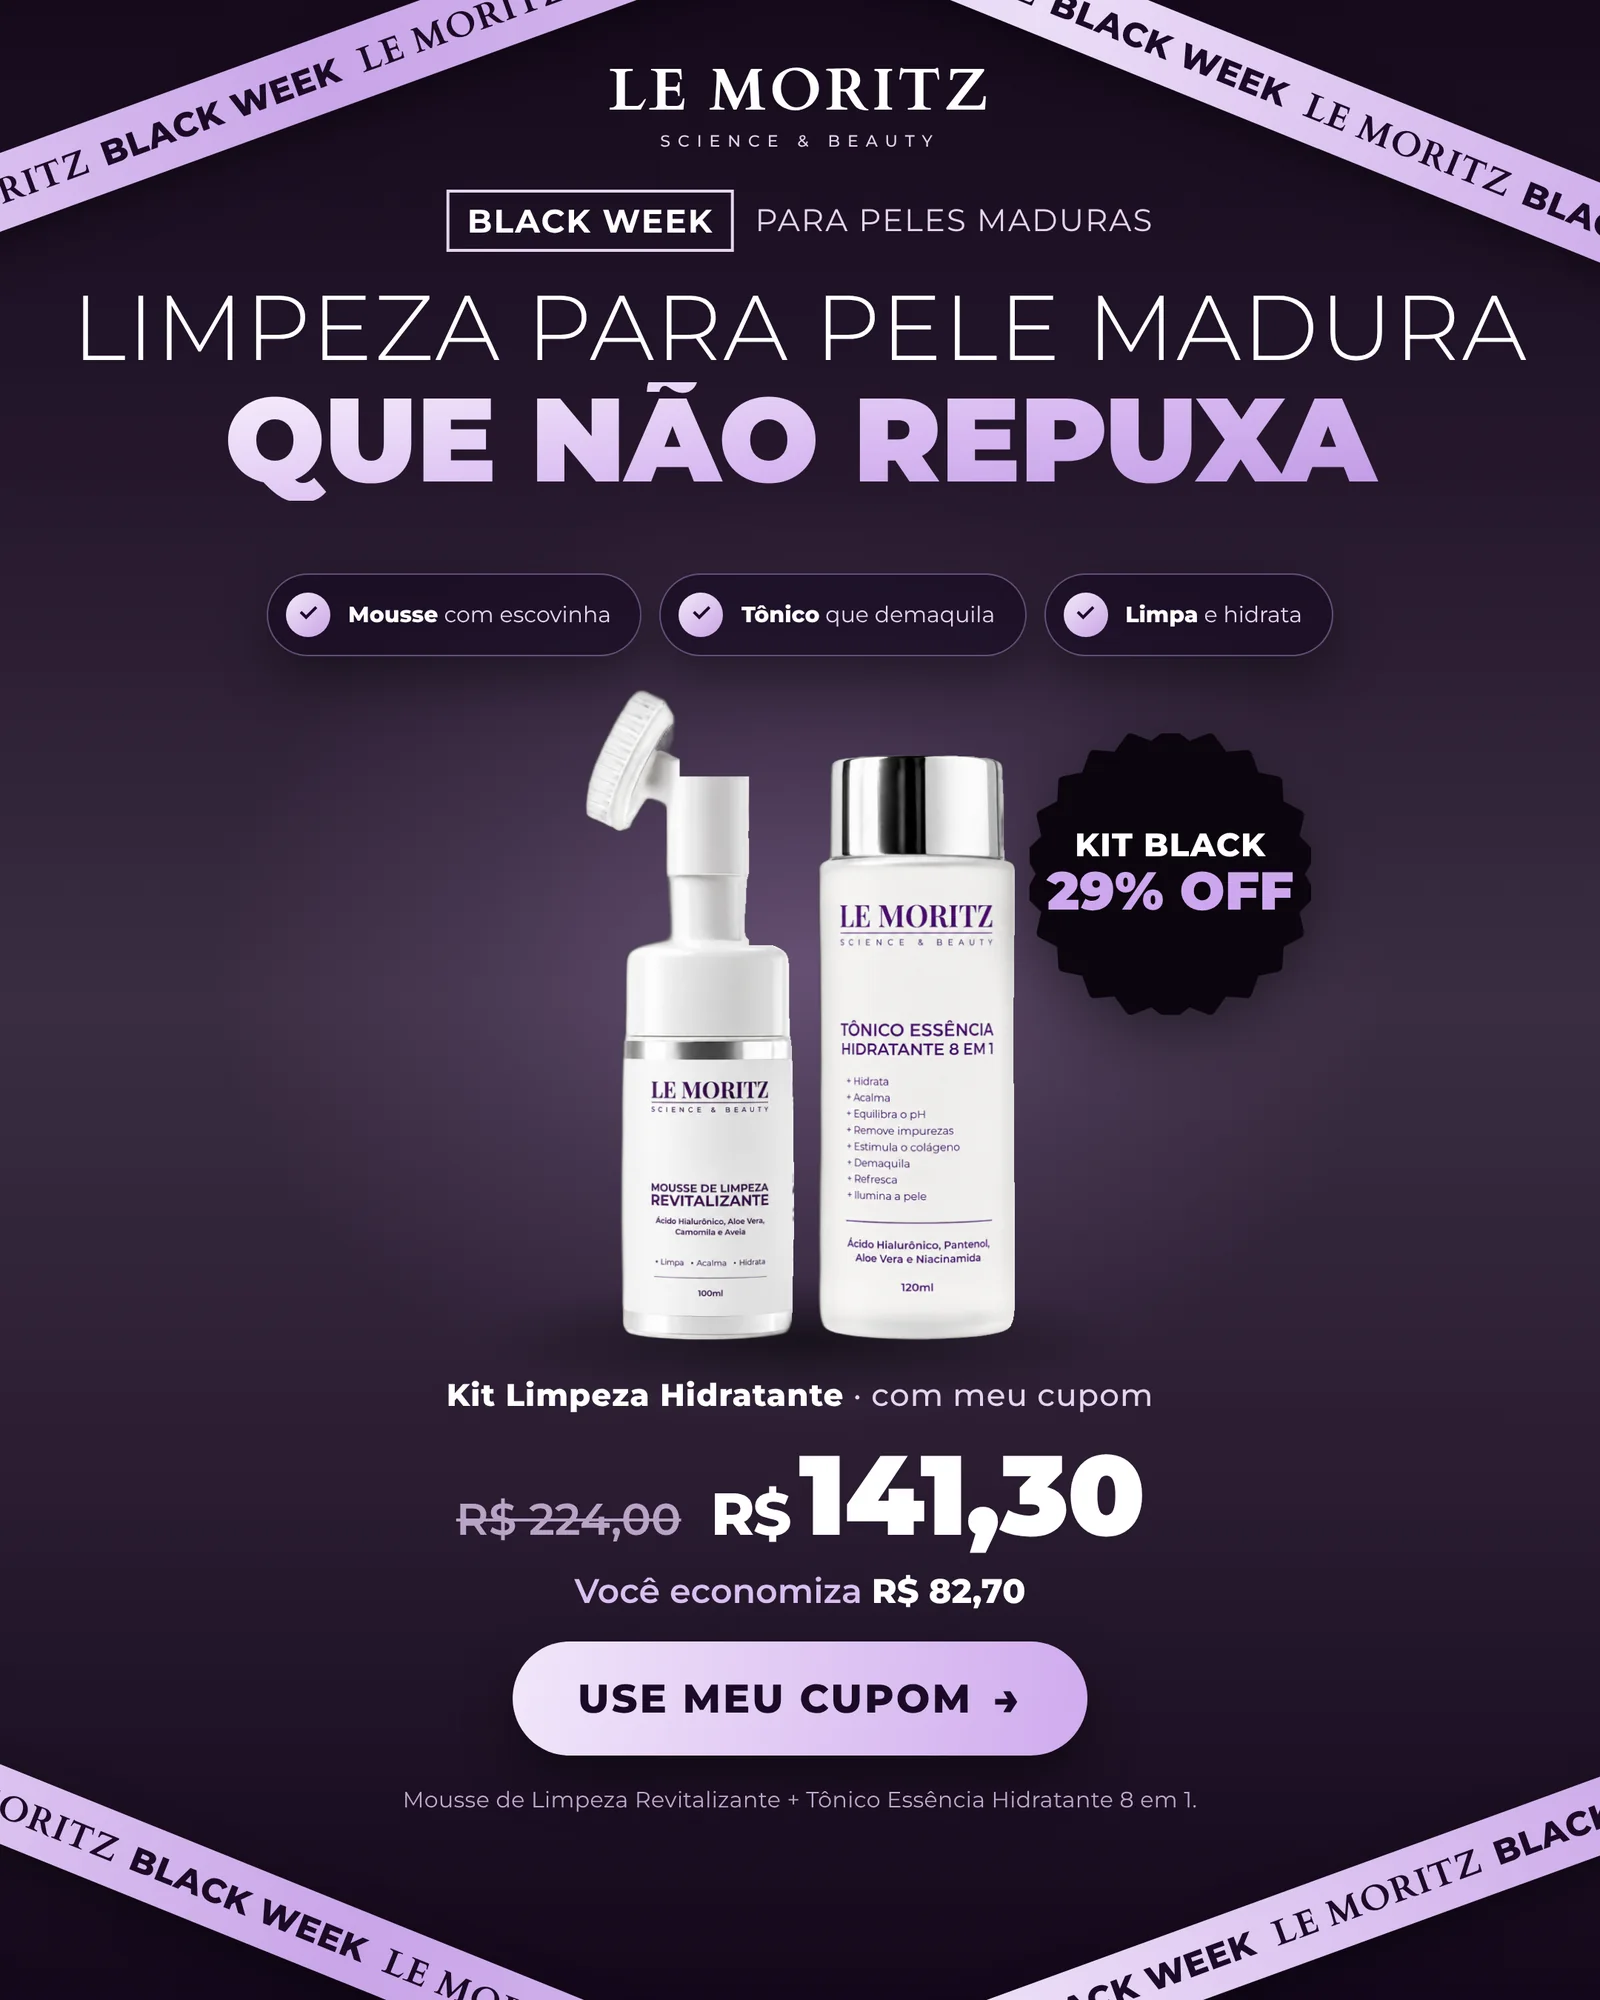 RITZ BLACK WEEK LE MORITZ
BLACK WEEK LE MORITZ BLACK
LE MORITZ
SCIENCE & BEAUTY
BLACK WEEK PARA PELES MADURAS
LIMPEZA PARA PELE MADURA
QUE NÃO REPUXA
Mousse com escovinha
Tônico que demaquila
Limpa e hidrata
KIT BLACK
29% OFF
LE MORITZ
SCIENCE & BEAUTY
TÔNICO ESSÊNCIA
HIDRATANTE 8 EM 1
+ Hidrata
+ Acalma
+ Equilibra o pH
+ Remove impurezas
+ Estimula o colágeno
+ Demaquila
+ Refresca
+ Ilumina a pele
Ácido Hialurônico, Pantenol,
Aloe Vera e Niacinamida
120ml
LE MORITZ
SCIENCE & BEAUTY
MOUSSE DE LIMPEZA
REVITALIZANTE
Ácido Hialurônico, Aloe Vera,
Camomila e Aveia
• Limpa • Acalma • Hidrata
100ml
Kit Limpeza Hidratante · com meu cupom
R$ 224,00 R$ 141,30
Você economiza R$ 82,70
USE MEU CUPOM →
Mousse de Limpeza Revitalizante + Tônico Essência Hidratante 8 em 1.
ORITZ BLACK WEEK LE MO
ACK WEEK LE MORITZ BLACK